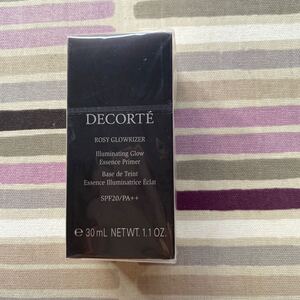 DECORTÉ
ROSY GLOWRIZER
Illuminating Glow
Essence Primer
Base de Teint
Essence Illuminatrice Éclat
SPF20/PA++
℮ 30 mL NET WT. 1.1 OZ.